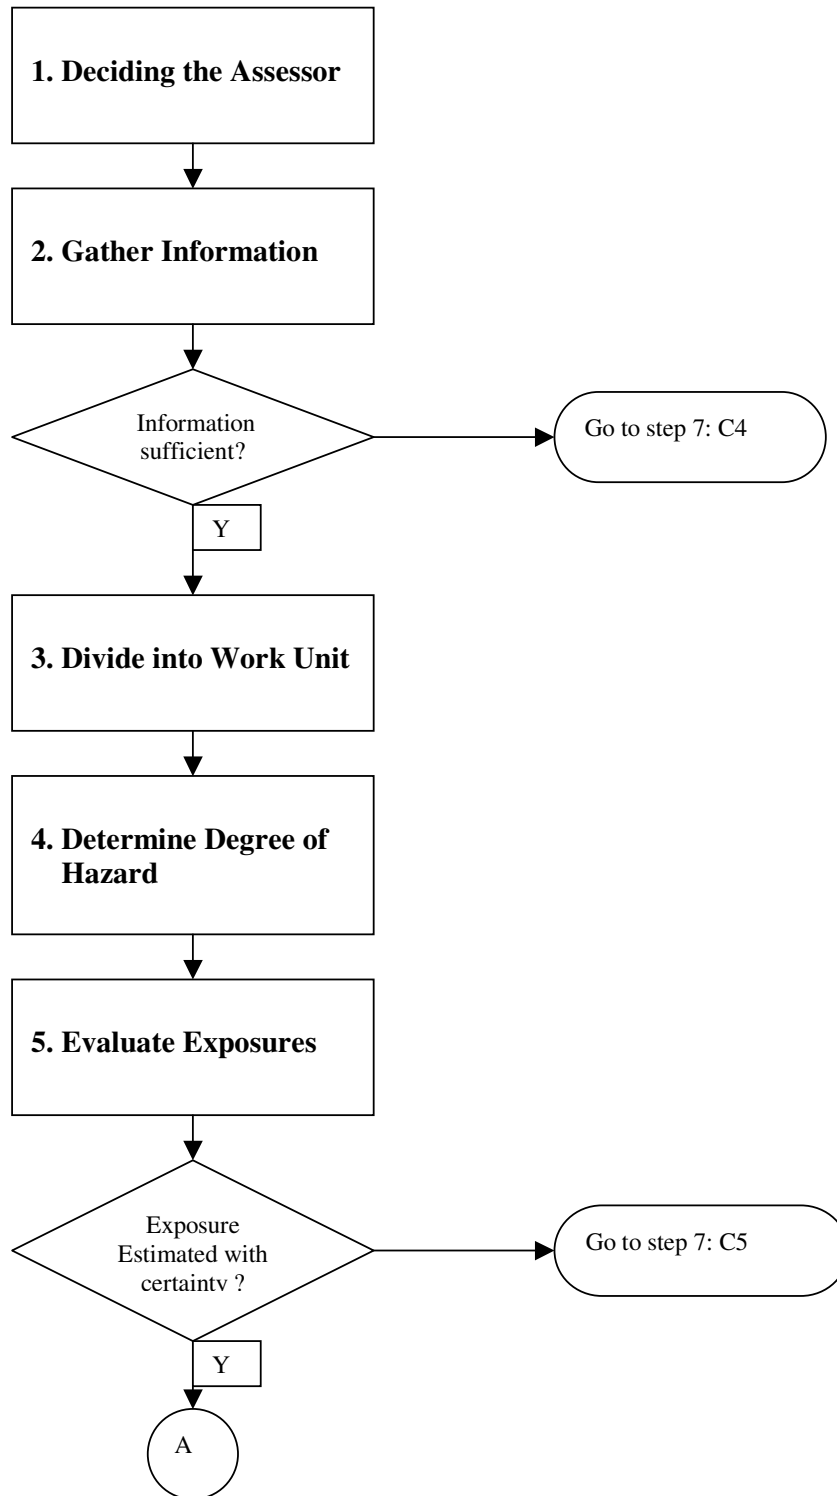 1. Deciding the Assessor
2. Gather Information
Information
sufficient?
Go to step 7: C4
Y
3. Divide into Work Unit
4. Determine Degree of
Hazard
5. Evaluate Exposures
Exposure
Estimated with
certainty ?
Go to step 7: C5
Y
A